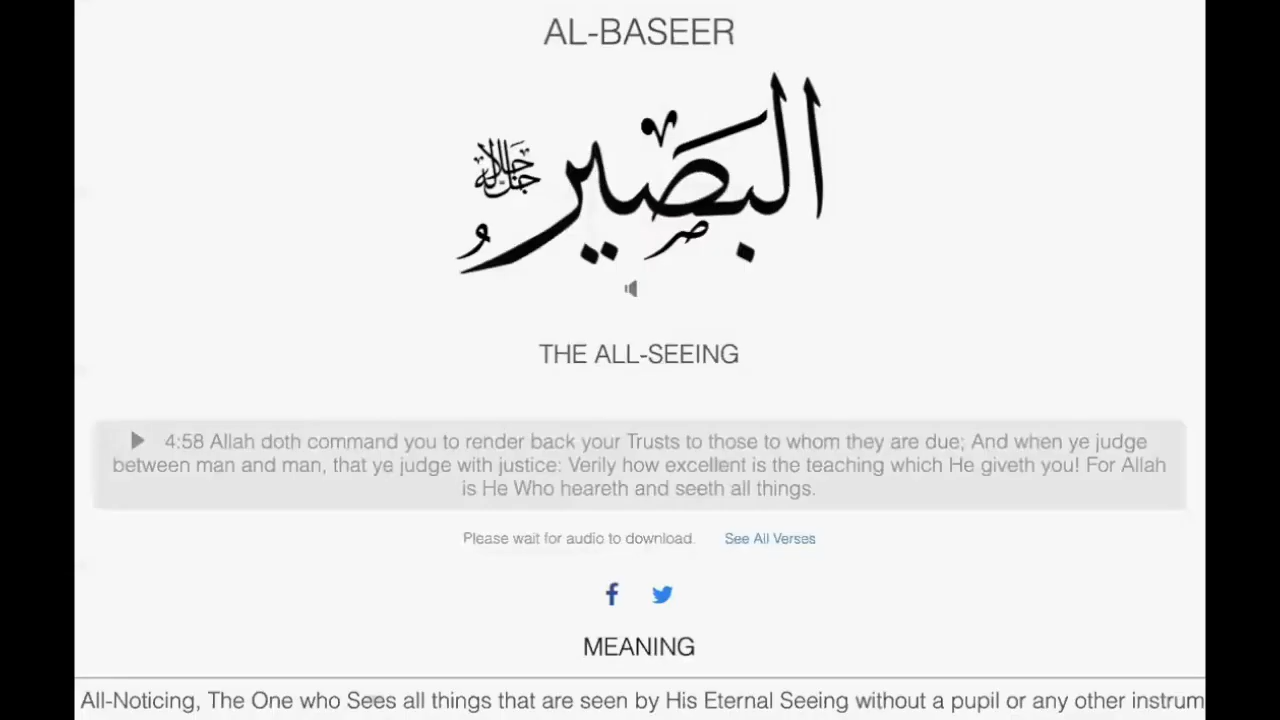 AL-BASEER
البَصِيرُ
جل جلاله
THE ALL-SEEING
4:58 Allah doth command you to render back your Trusts to those to whom they are due; And when ye judge
between man and man, that ye judge with justice: Verily how excellent is the teaching which He giveth you! For Allah
is He Who heareth and seeth all things.
Please wait for audio to download. See All Verses
MEANING
All-Noticing, The One who Sees all things that are seen by His Eternal Seeing without a pupil or any other instrum